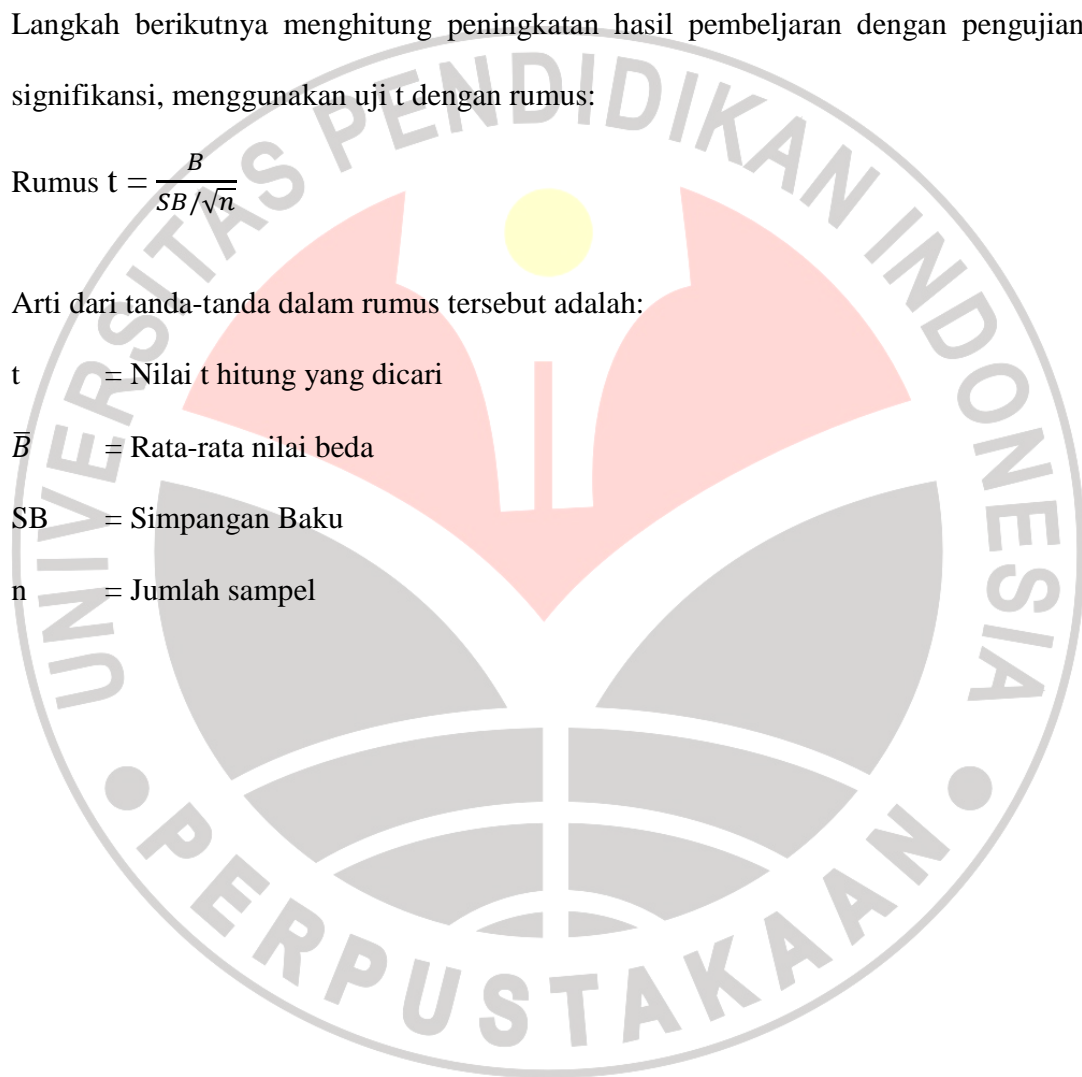 Langkah berikutnya menghitung peningkatan hasil pembeljaran dengan pengujian
signifikansi, menggunakan uji t dengan rumus:
Rumus t = B / (SB/√n)
Arti dari tanda-tanda dalam rumus tersebut adalah:
t = Nilai t hitung yang dicari
B̅ = Rata-rata nilai beda
SB = Simpangan Baku
n = Jumlah sampel
UNIVERSITAS PENDIDIKAN INDONESIA
PERPUSTAKAAN